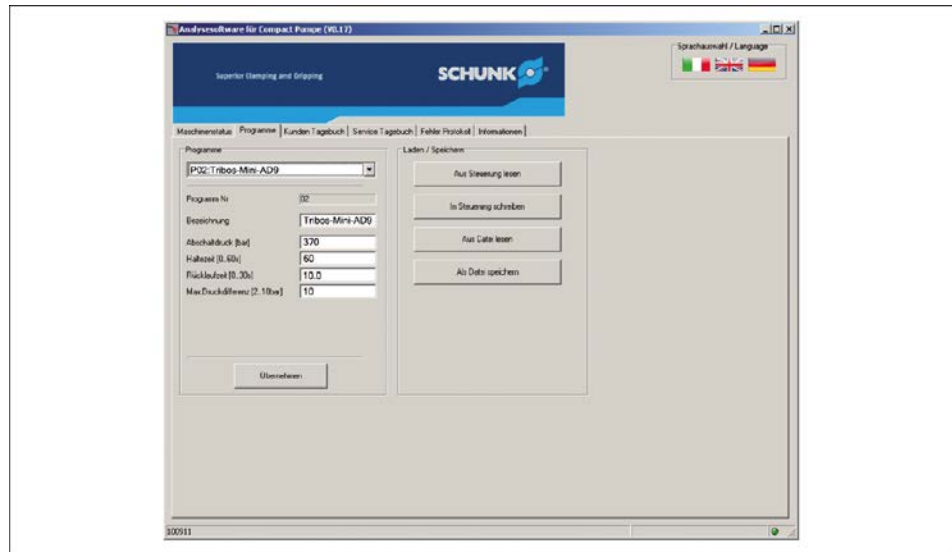 Analysesoftware für Compact Pumpe (V0.17)
Sprachauswahl / Language
Superior Clamping and Gripping
SCHUNK
Maschinenstatus Programme Kunden Tagebuch Service Tagebuch Fehler Protokoll Informationen
Programme
P02:Tribos-Mini-AD9
Programm Nr 02
Bezeichnung Tribos-Mini-AD9
Abschaltdruck [bar] 370
Haltezeit [0..60s] 60
Rücklaufzeit [0..30s] 10.0
Max.Druckdifferenz [2..10bar] 10
Übernehmen
Laden / Speichern
Aus Steuerung lesen
In Steuerung schreiben
Aus Datei lesen
Als Datei speichern
100911